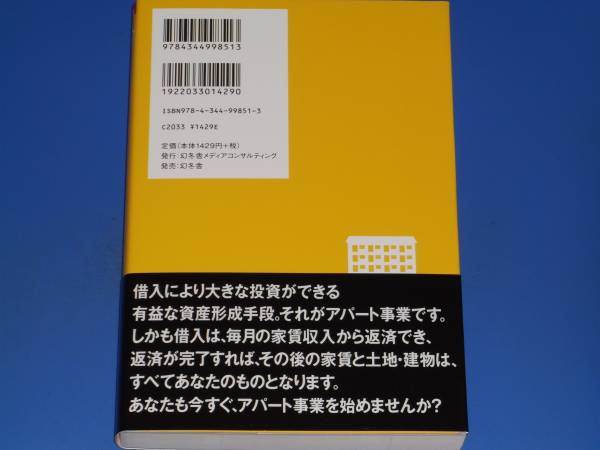 9784344998513
1922033014290
ISBN978-4-344-99851-3
C2033 ¥1429E
定価(本体1429円+税)
発行:幻冬舎メディアコンサルティング
発売:幻冬舎
借入により大きな投資ができる
有益な資産形成手段。それがアパート事業です。
しかも借入は、毎月の家賃収入から返済でき、
返済が完了すれば、その後の家賃と土地・建物は、
すべてあなたのものとなります。
あなたも今すぐ、アパート事業を始めませんか?